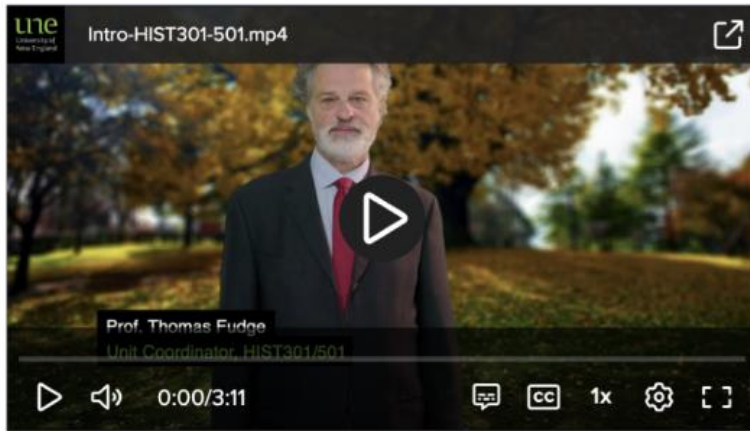 une
University of
New England
Intro-HIST301-501.mp4
Prof. Thomas Fudge
Unit Coordinator, HIST301/501
0:00/3:11
CC
1x